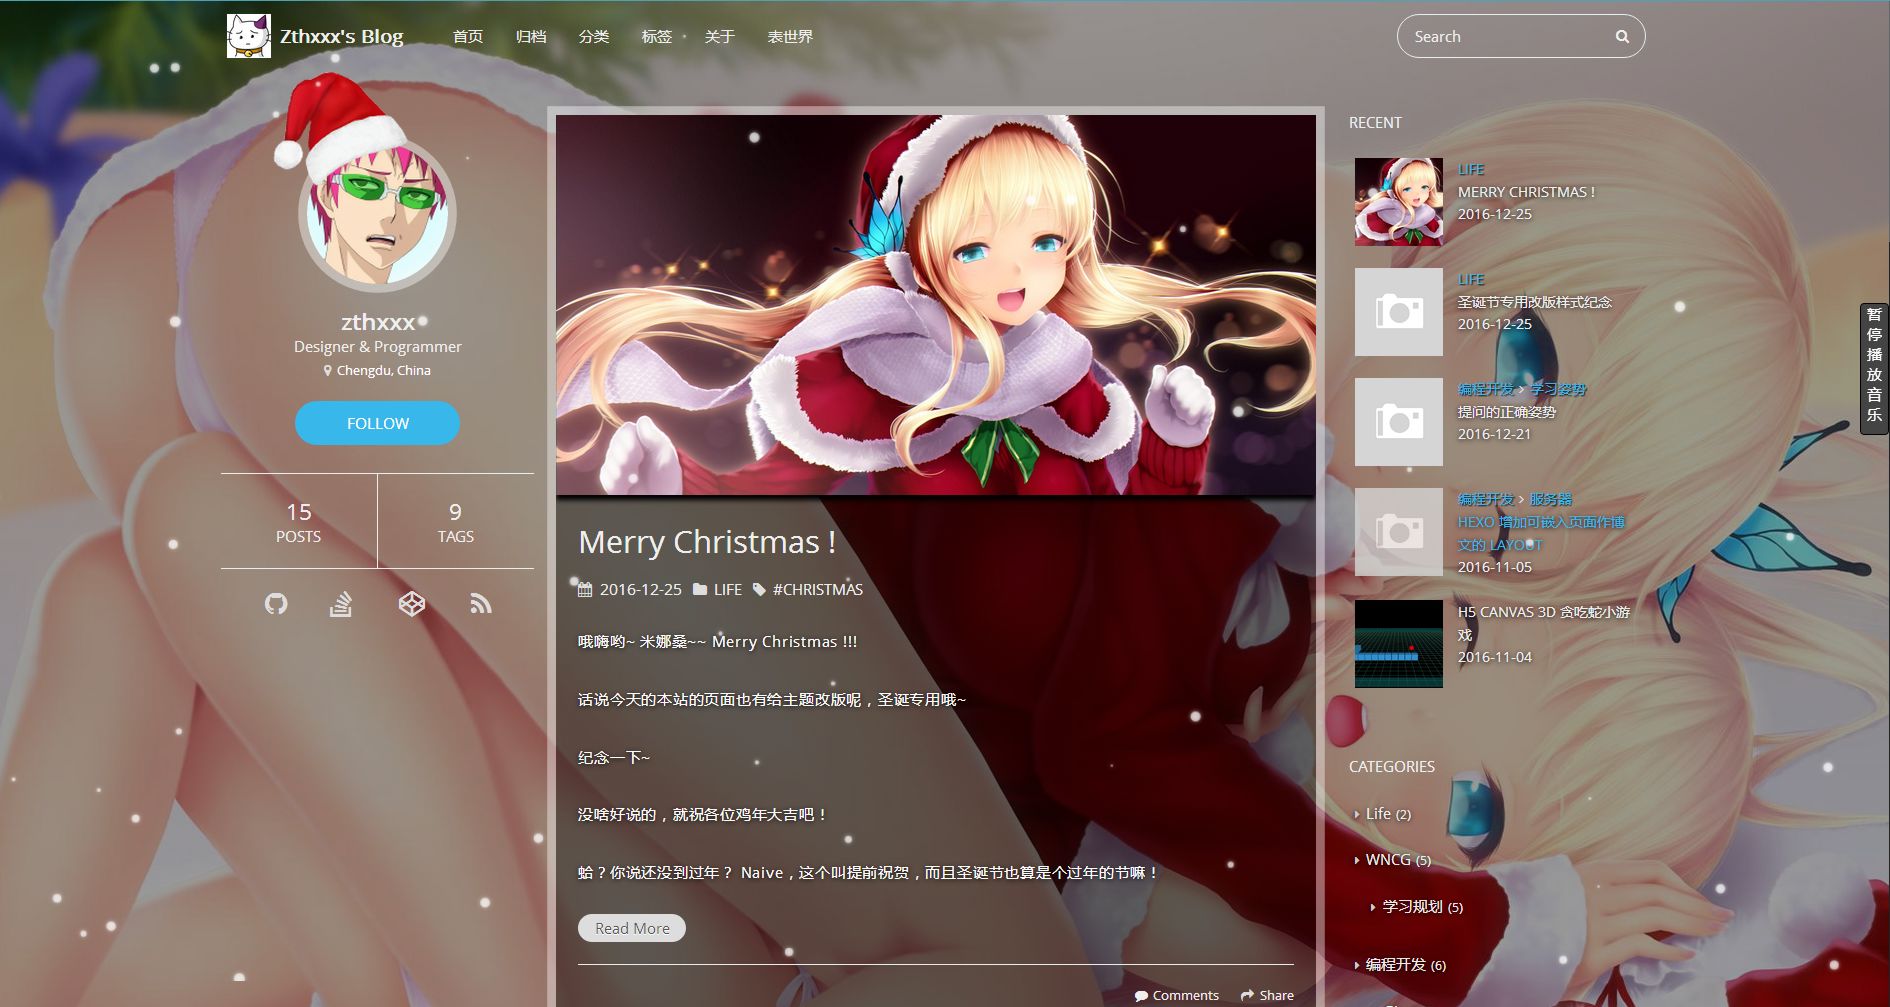 Zthxxx's Blog
首页 归档 分类 标签 关于 表世界
Search
zthxxx
Designer & Programmer
Chengdu, China
FOLLOW
15
POSTS
9
TAGS
Merry Christmas !
2016-12-25 LIFE #CHRISTMAS
哦嗨哟~ 米娜桑~~ Merry Christmas !!!
话说今天的本站的页面也有给主题改版呢，圣诞专用哦~
纪念一下~
没啥好说的，就祝各位鸡年大吉吧！
蛤？你说还没到过年？ Naive，这个叫提前祝贺，而且圣诞节也算是个过年的节嘛！
Read More
Comments Share
RECENT
LIFE
MERRY CHRISTMAS !
2016-12-25
LIFE
圣诞节专用改版样式纪念
2016-12-25
编程开发 > 学习姿势
提问的正确姿势
2016-12-21
编程开发 > 服务器
HEXO 增加可嵌入页面作博
文的 LAYOUT
2016-11-05
H5 CANVAS 3D 贪吃蛇小游
戏
2016-11-04
CATEGORIES
Life (2)
WNCG (5)
学习规划 (5)
编程开发 (6)
暂停播放音乐